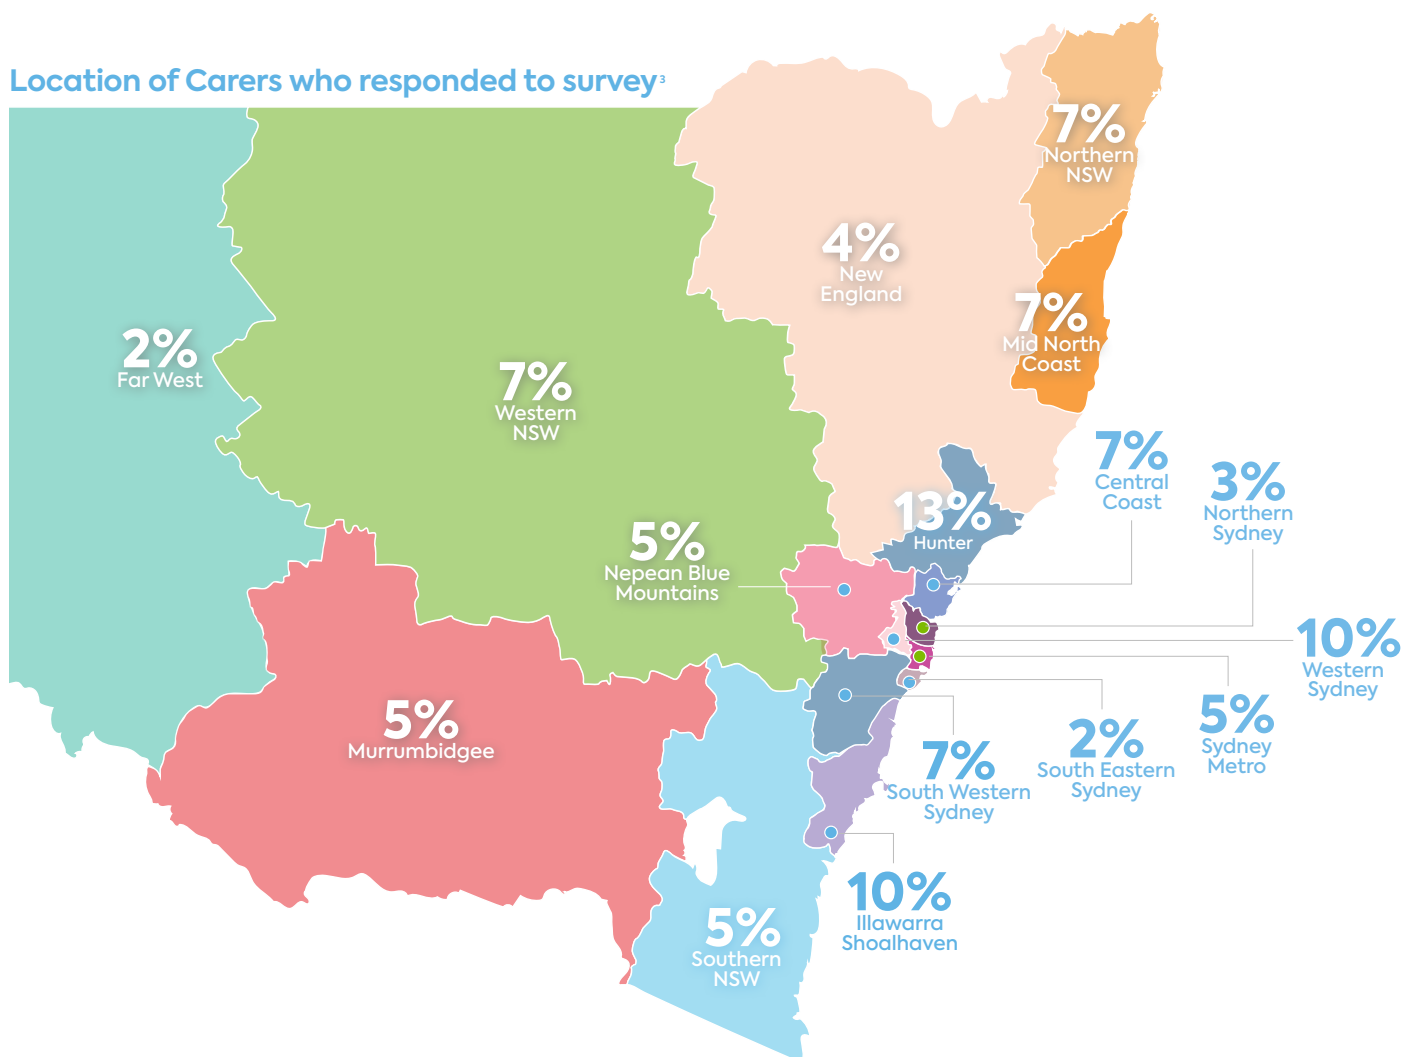 Location of Carers who responded to survey³
7%
Northern
NSW
4%
New
England
7%
Mid North
Coast
2%
Far West
7%
Western
NSW
7%
Central
Coast
3%
Northern
Sydney
13%
Hunter
5%
Nepean Blue
Mountains
10%
Western
Sydney
5%
Murrumbidgee
5%
Sydney
Metro
2%
South Eastern
Sydney
7%
South Western
Sydney
10%
Illawarra
Shoalhaven
5%
Southern
NSW